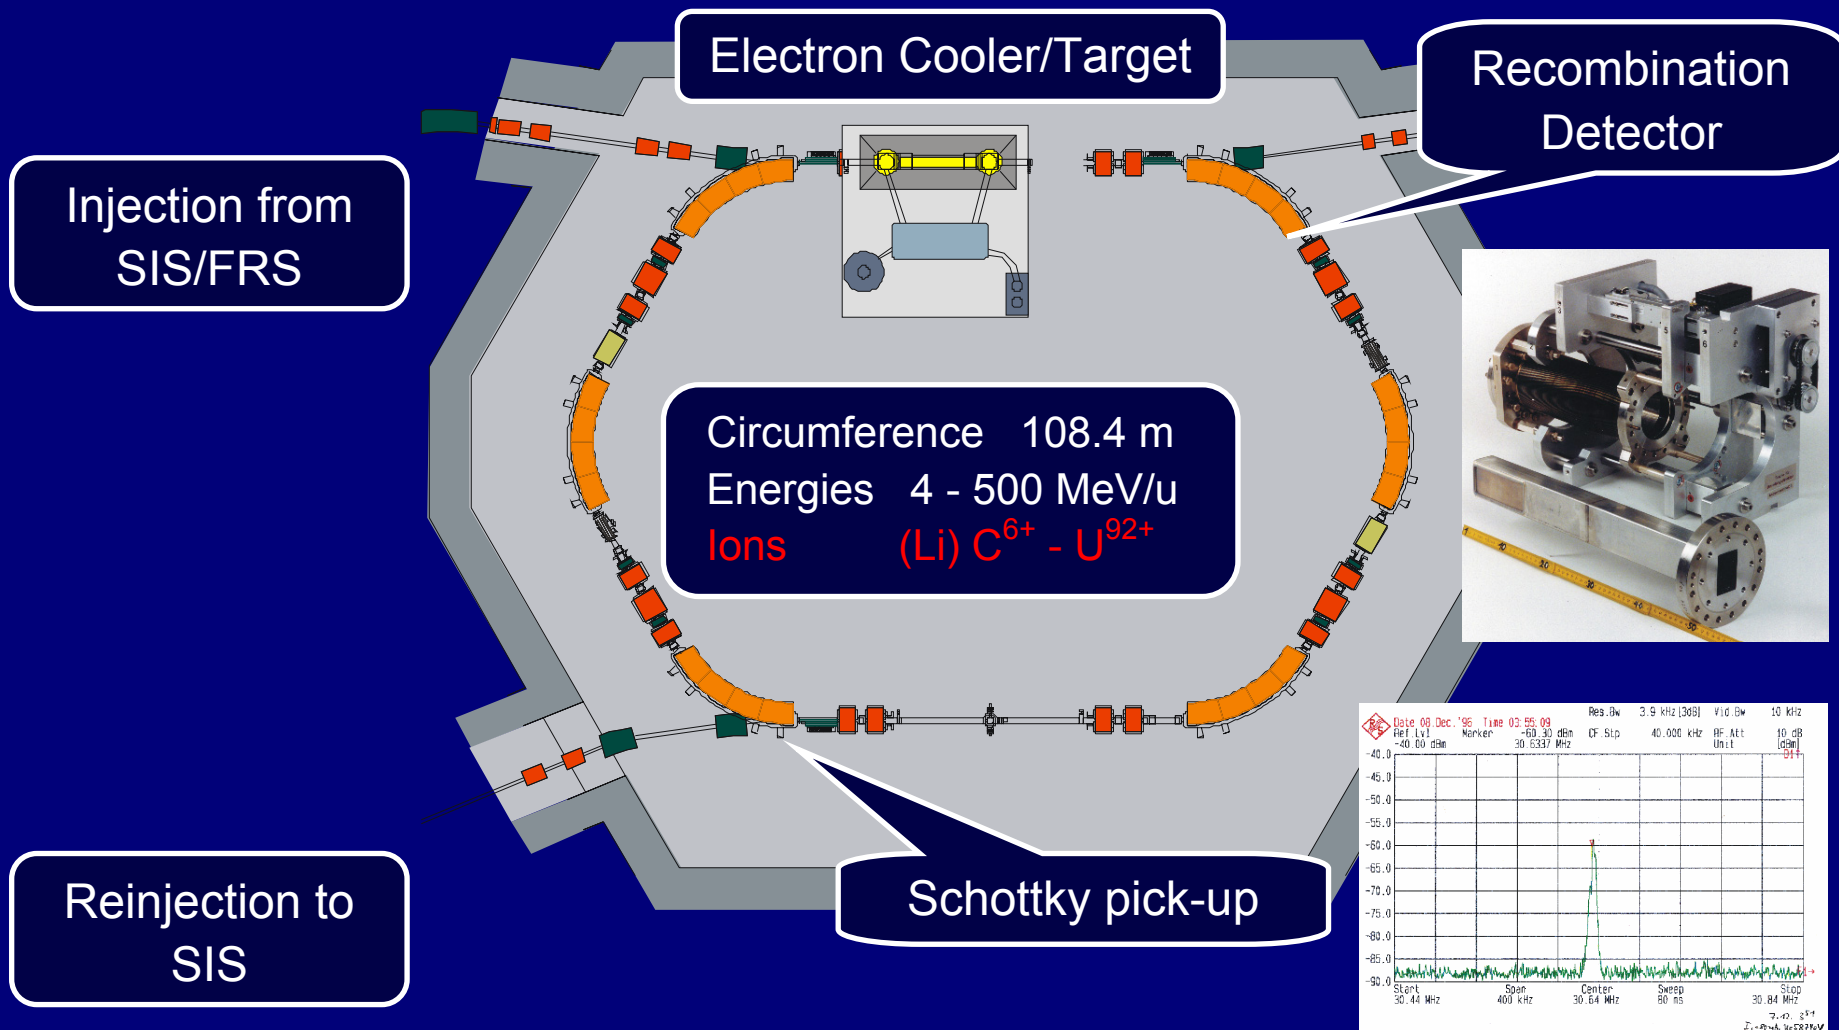 Electron Cooler/Target
Recombination
Detector
Injection from
SIS/FRS
Circumference 108.4 m
Energies 4 - 500 MeV/u
Ions (Li) C6+ - U92+
Reinjection to
SIS
Schottky pick-up
Res.Bw 3.9 kHz [3dB] Vid.Bw 10 kHz
Date 08.Dec.'96 Time 03:55:09
Ref.Lvl Marker -60.30 dBm CF.Stp 40.000 kHz RF.Att 10 dB
-40.00 dBm 30.6337 MHz Unit [dBm]
-40.0
-45.0
-50.0
-55.0
-60.0
-65.0
-70.0
-75.0
-80.0
-85.0
-90.0
Start Span Center Sweep Stop
30.44 MHz 400 kHz 30.64 MHz 80 ms 30.84 MHz